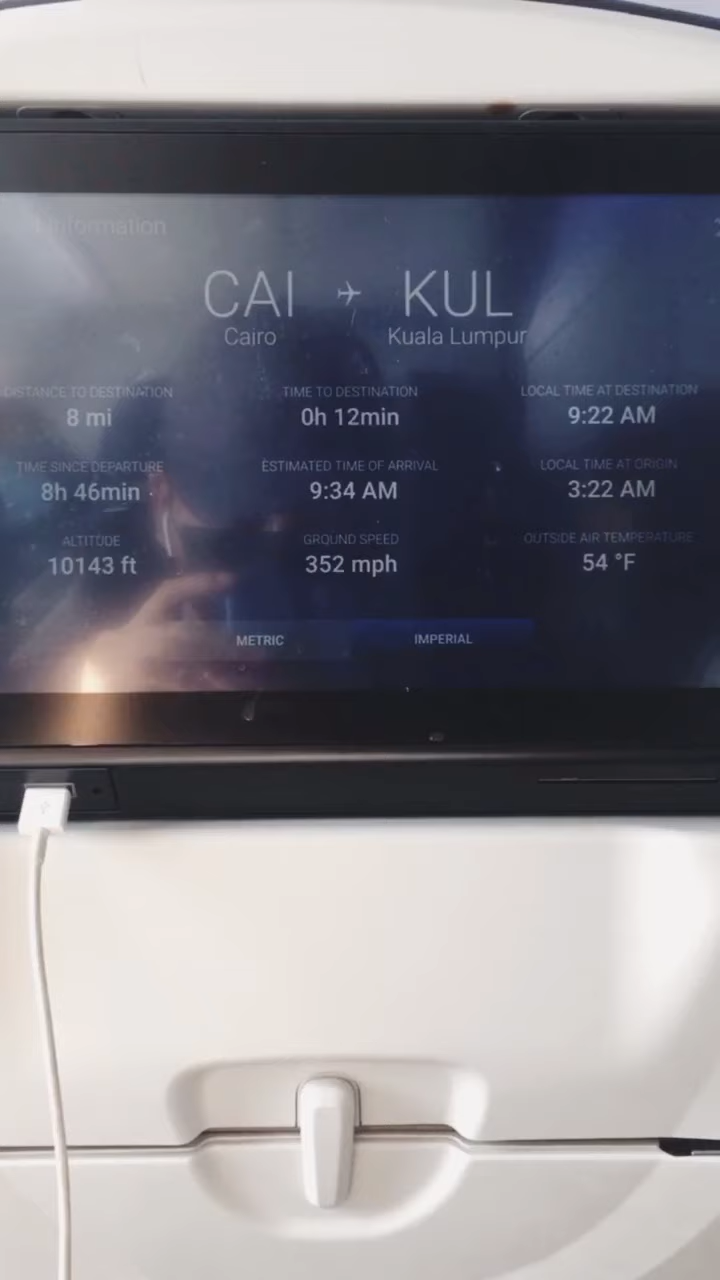 Information
CAI ✈ KUL
Cairo Kuala Lumpur
DISTANCE TO DESTINATION TIME TO DESTINATION LOCAL TIME AT DESTINATION
8 mi 0h 12min 9:22 AM
TIME SINCE DEPARTURE ESTIMATED TIME OF ARRIVAL LOCAL TIME AT ORIGIN
8h 46min 9:34 AM 3:22 AM
ALTITUDE GROUND SPEED OUTSIDE AIR TEMPERATURE
10143 ft 352 mph 54 °F
METRIC IMPERIAL